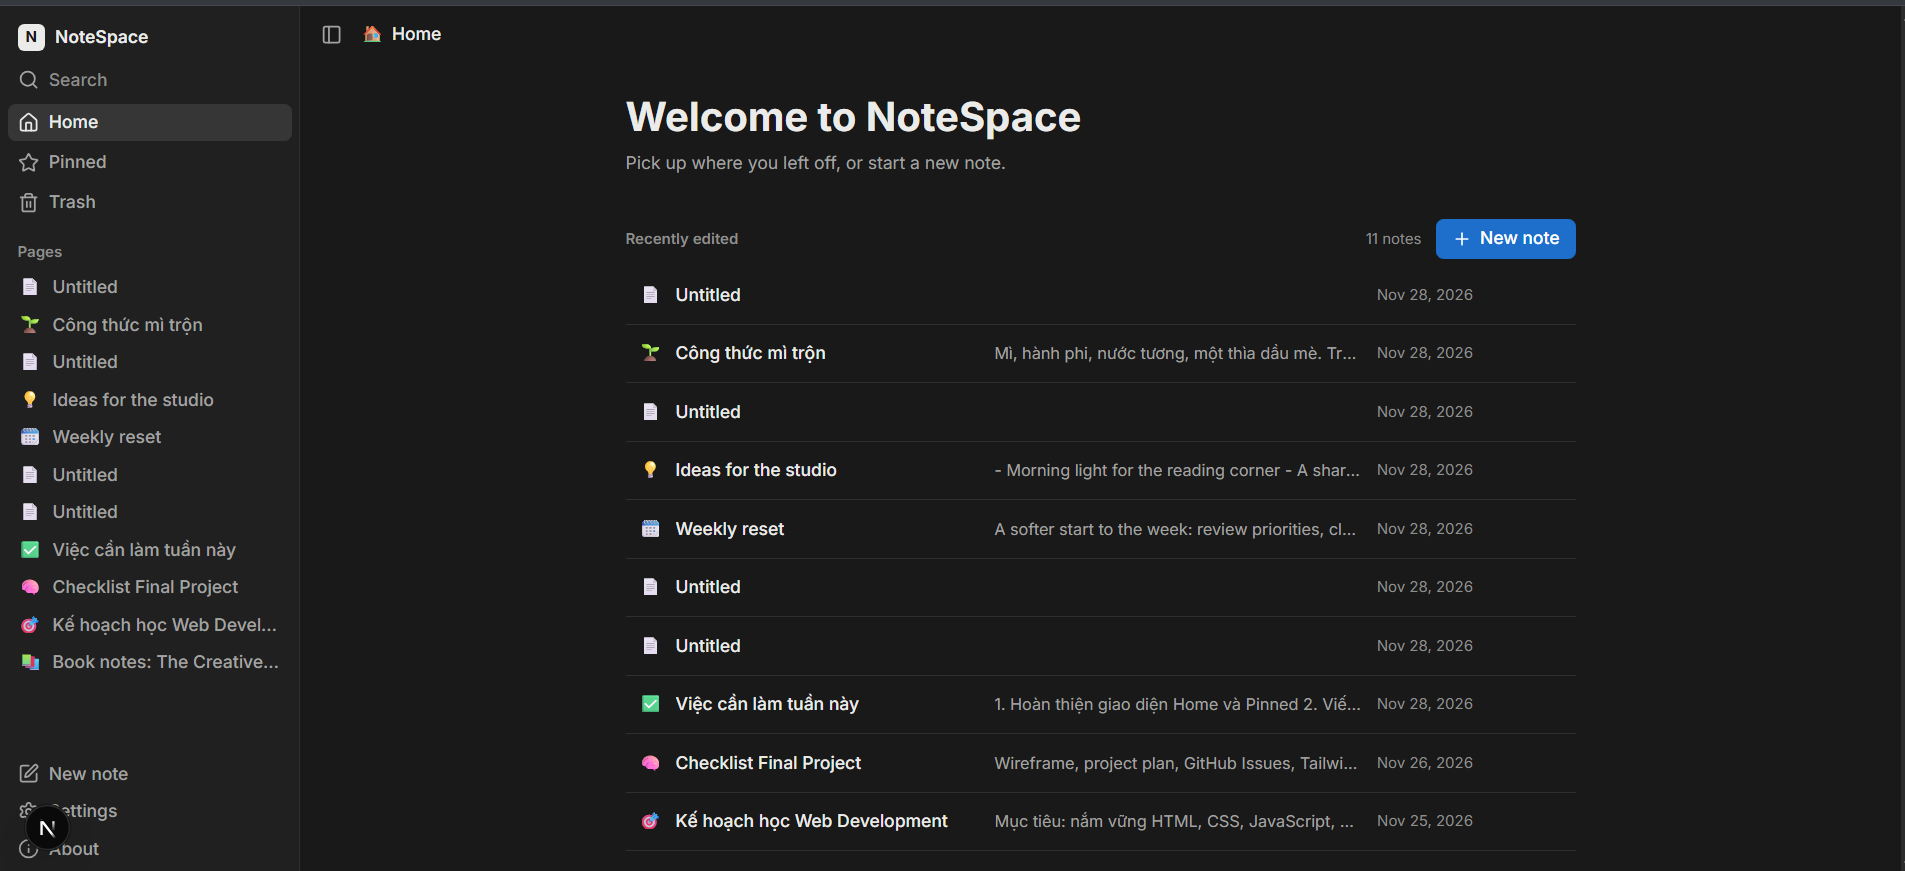 N NoteSpace
Search
Home
Pinned
Trash
Pages
Untitled
Công thức mì trộn
Untitled
Ideas for the studio
Weekly reset
Untitled
Untitled
Việc cần làm tuần này
Checklist Final Project
Kế hoạch học Web Devel...
Book notes: The Creative...
New note
ettings
N
About
Home
Welcome to NoteSpace
Pick up where you left off, or start a new note.
Recently edited 11 notes + New note
Untitled Nov 28, 2026
Công thức mì trộn Mì, hành phi, nước tương, một thìa dầu mè. Tr... Nov 28, 2026
Untitled Nov 28, 2026
Ideas for the studio - Morning light for the reading corner - A shar... Nov 28, 2026
Weekly reset A softer start to the week: review priorities, cl... Nov 28, 2026
Untitled Nov 28, 2026
Untitled Nov 28, 2026
Việc cần làm tuần này 1. Hoàn thiện giao diện Home và Pinned 2. Viế... Nov 28, 2026
Checklist Final Project Wireframe, project plan, GitHub Issues, Tailwi... Nov 26, 2026
Kế hoạch học Web Development Mục tiêu: nắm vững HTML, CSS, JavaScript, ... Nov 25, 2026